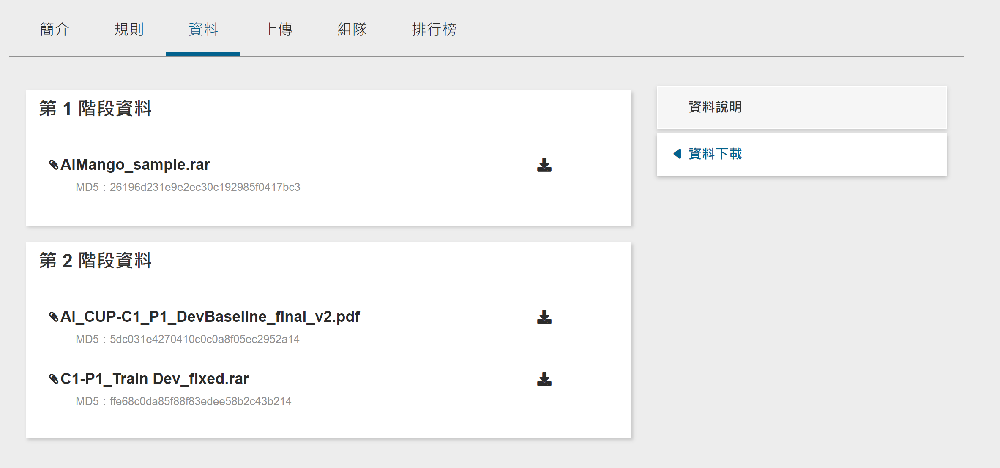 簡介 規則 資料 上傳 組隊 排行榜
第 1 階段資料
AIMango_sample.rar
MD5：26196d231e9e2ec30c192985f0417bc3
第 2 階段資料
AI_CUP-C1_P1_DevBaseline_final_v2.pdf
MD5：5dc031e4270410c0c0a8f05ec2952a14
C1-P1_Train Dev_fixed.rar
MD5：ffe68c0da85f88f83edee58b2c43b214
資料說明
資料下載